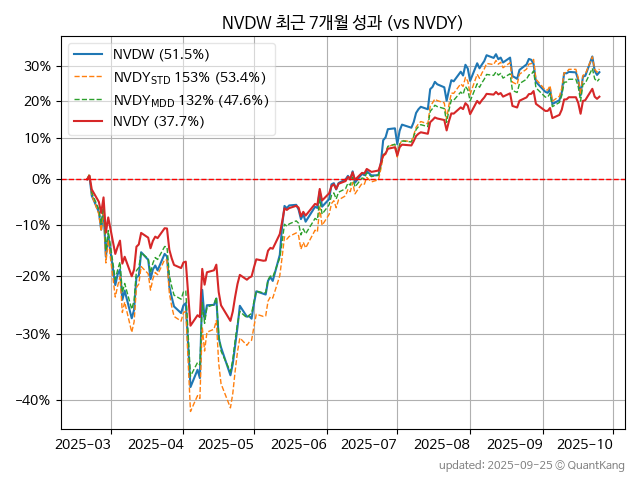 NVDW 최근 7개월 성과 (vs NVDY)
NVDW (51.5%)
NVDYSTD 153% (53.4%)
NVDYMDD 132% (47.6%)
NVDY (37.7%)
30%
20%
10%
0%
−10%
−20%
−30%
−40%
2025-03 2025-04 2025-05 2025-06 2025-07 2025-08 2025-09 2025-10
updated: 2025-09-25 © QuantKang